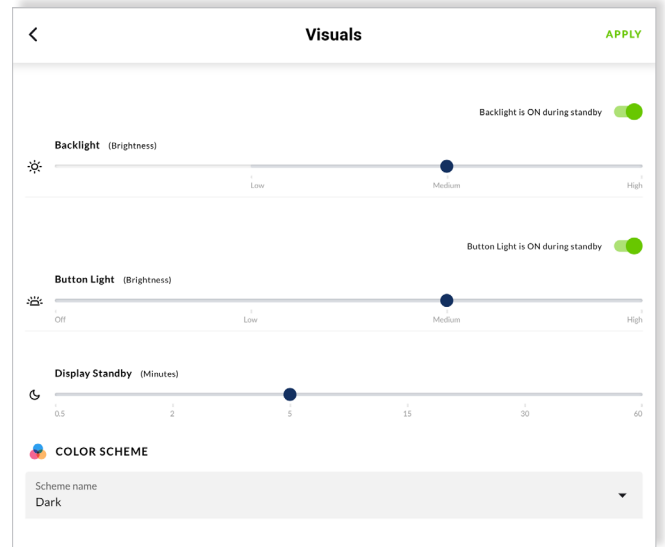 Visuals
APPLY
Backlight is ON during standby
Backlight (Brightness)
Low Medium High
Button Light is ON during standby
Button Light (Brightness)
Off Low Medium High
Display Standby (Minutes)
0.5 2 5 15 30 60
COLOR SCHEME
Scheme name
Dark